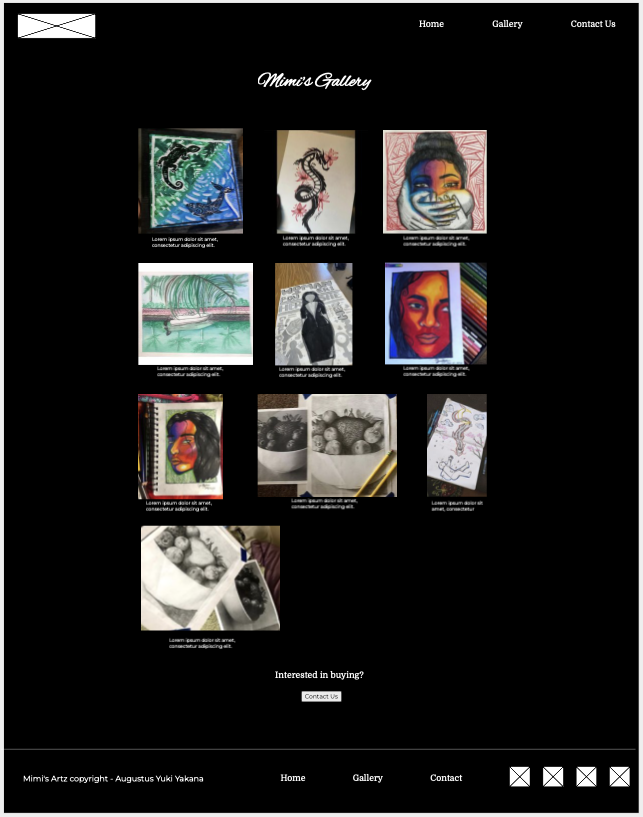 Home Gallery Contact Us
Mimi's Gallery
Lorem ipsum dolor sit amet,
consectetur adipiscing elit.
Lorem ipsum dolor sit amet,
consectetur adipiscing elit.
Lorem ipsum dolor sit amet,
consectetur adipiscing elit.
Lorem ipsum dolor sit amet,
consectetur adipiscing elit.
Lorem ipsum dolor sit amet,
consectetur adipiscing elit.
Lorem ipsum dolor sit amet,
consectetur adipiscing elit.
Lorem ipsum dolor sit amet,
consectetur adipiscing elit.
Lorem ipsum dolor sit amet,
consectetur adipiscing elit.
Lorem ipsum dolor sit
amet, consectetur
Lorem ipsum dolor sit amet,
consectetur adipiscing elit.
Interested in buying?
Contact Us
Mimi's Artz copyright - Augustus Yuki Yakana
Home Gallery Contact